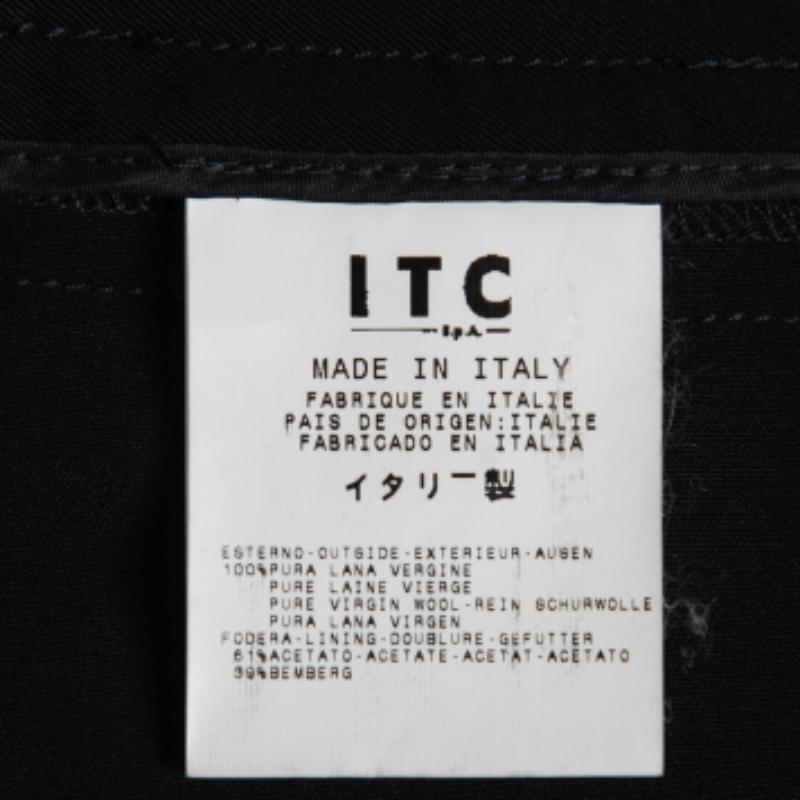 ITC
S.p.A.
MADE IN ITALY
FABRIQUE EN ITALIE
PAIS DE ORIGEN:ITALIE
FABRICADO EN ITALIA
イタリー製
ESTERNO-OUTSIDE-EXTERIEUR-AUSEN
100%PURA LANA VERGINE
PURE LAINE VIERGE
PURE VIRGIN WOOL-REIN SCHURWOLLE
PURA LANA VIRGEN
FODERA-LINING-DOUBLURE-GEFUTTER
61%ACETATO-ACETATE-ACETAT-ACETATO
39%BEMBERG